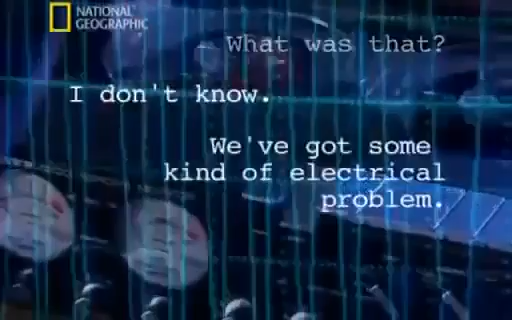 NATIONAL
GEOGRAPHIC
What was that?
I don't know.
We've got some
kind of electrical
problem.